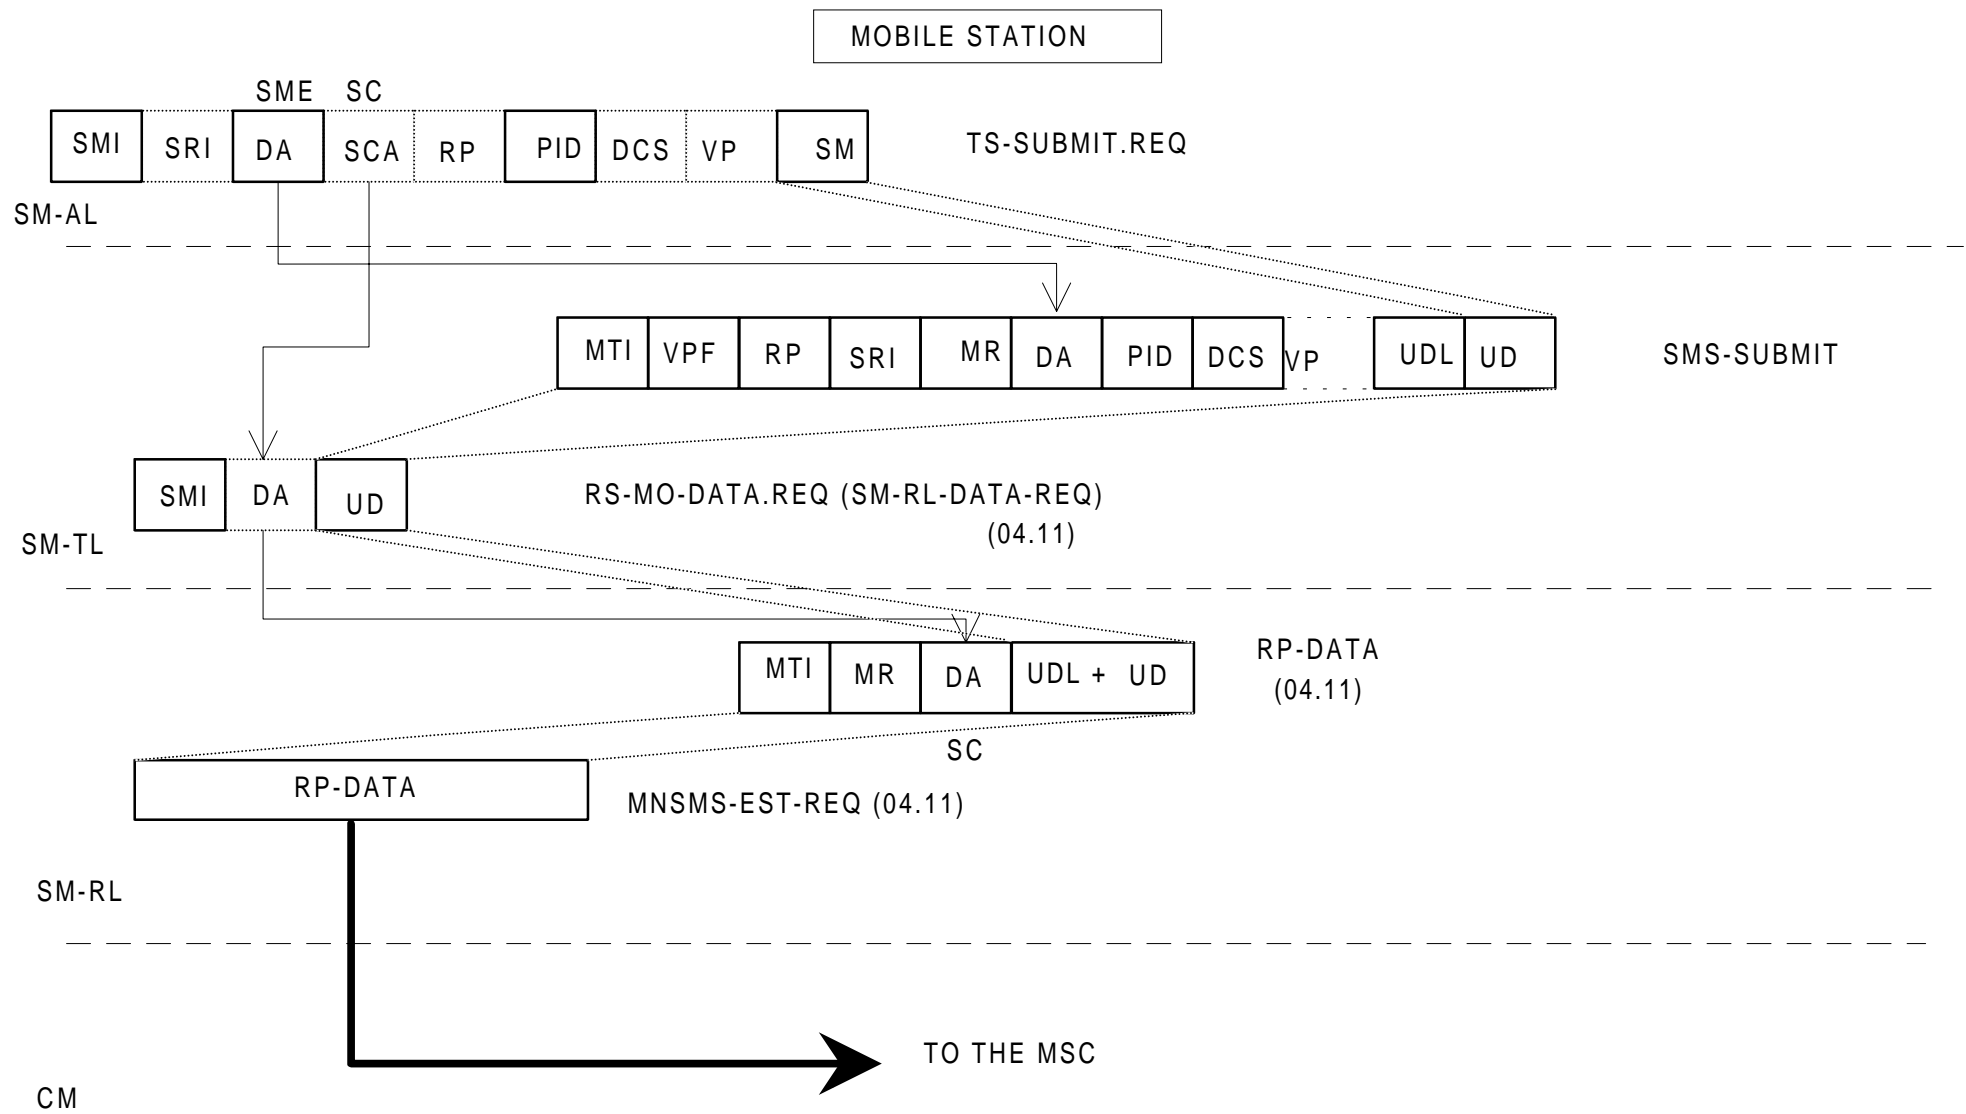 MOBILE STATION
SME SC
SMI SRI DA SCA RP PID DCS VP SM
TS-SUBMIT.REQ
SM-AL
MTI VPF RP SRI MR DA PID DCS VP UDL UD
SMS-SUBMIT
SMI DA UD
RS-MO-DATA.REQ (SM-RL-DATA-REQ)
(04.11)
SM-TL
MTI MR DA UDL + UD
RP-DATA
(04.11)
SC
RP-DATA
MNSMS-EST-REQ (04.11)
SM-RL
TO THE MSC
CM